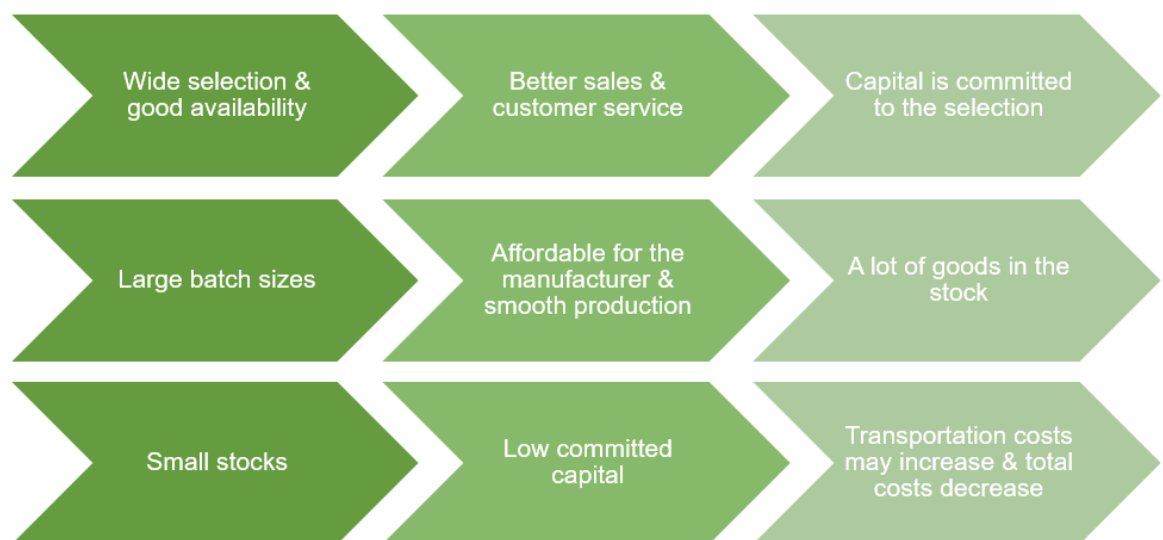 Wide selection &
good availability
Better sales &
customer service
Capital is committed
to the selection
Large batch sizes
Affordable for the
manufacturer &
smooth production
A lot of goods in the
stock
Small stocks
Low committed
capital
Transportation costs
may increase & total
costs decrease